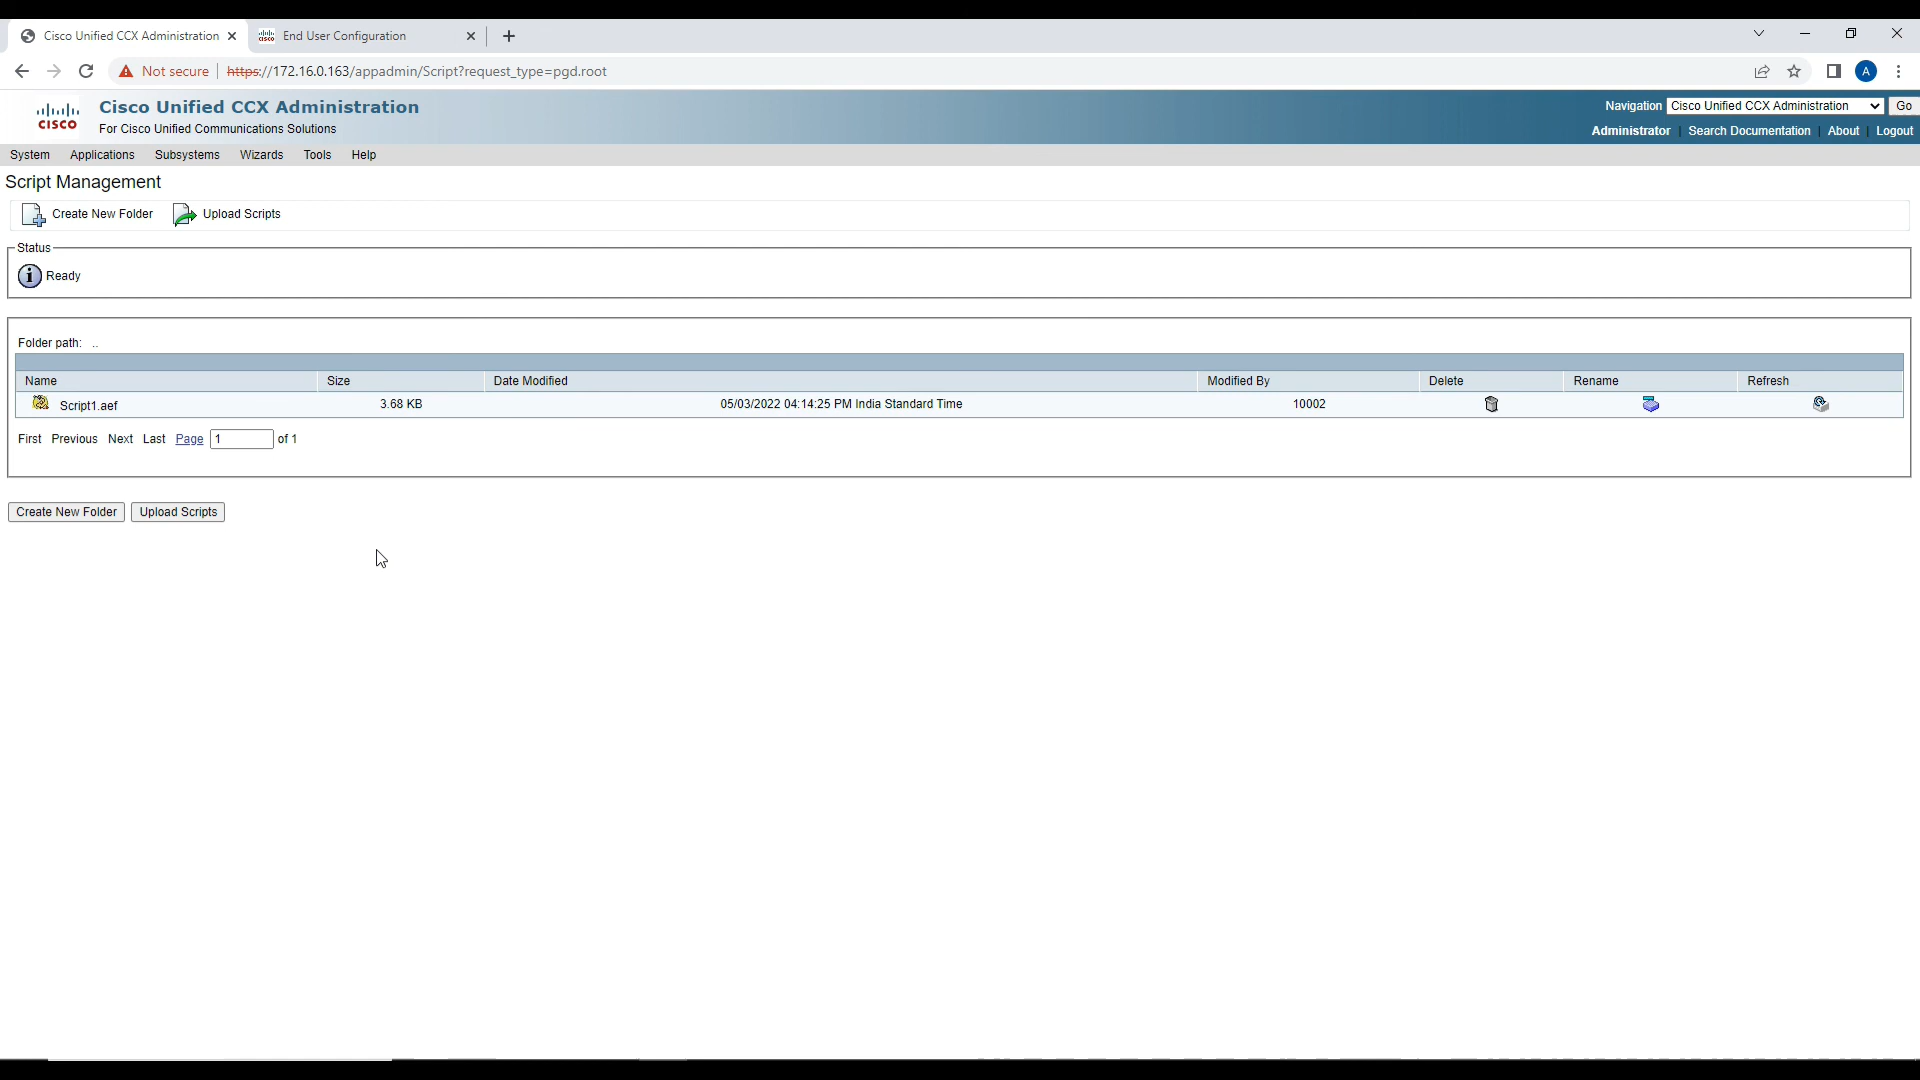 Cisco Unified CCX Administration
End User Configuration
Not secure
https://172.16.0.163/appadmin/Script?request_type=pgd.root
A
CISCO
Cisco Unified CCX Administration
For Cisco Unified Communications Solutions
Navigation Cisco Unified CCX Administration Go
Administrator | Search Documentation | About | Logout
System Applications Subsystems Wizards Tools Help
Script Management
Create New Folder Upload Scripts
Status
Ready
Folder path: ..
Name Size Date Modified Modified By Delete Rename Refresh
Script1.aef 3.68 KB 05/03/2022 04:14:25 PM India Standard Time 10002
First Previous Next Last Page 1 of 1
Create New Folder Upload Scripts